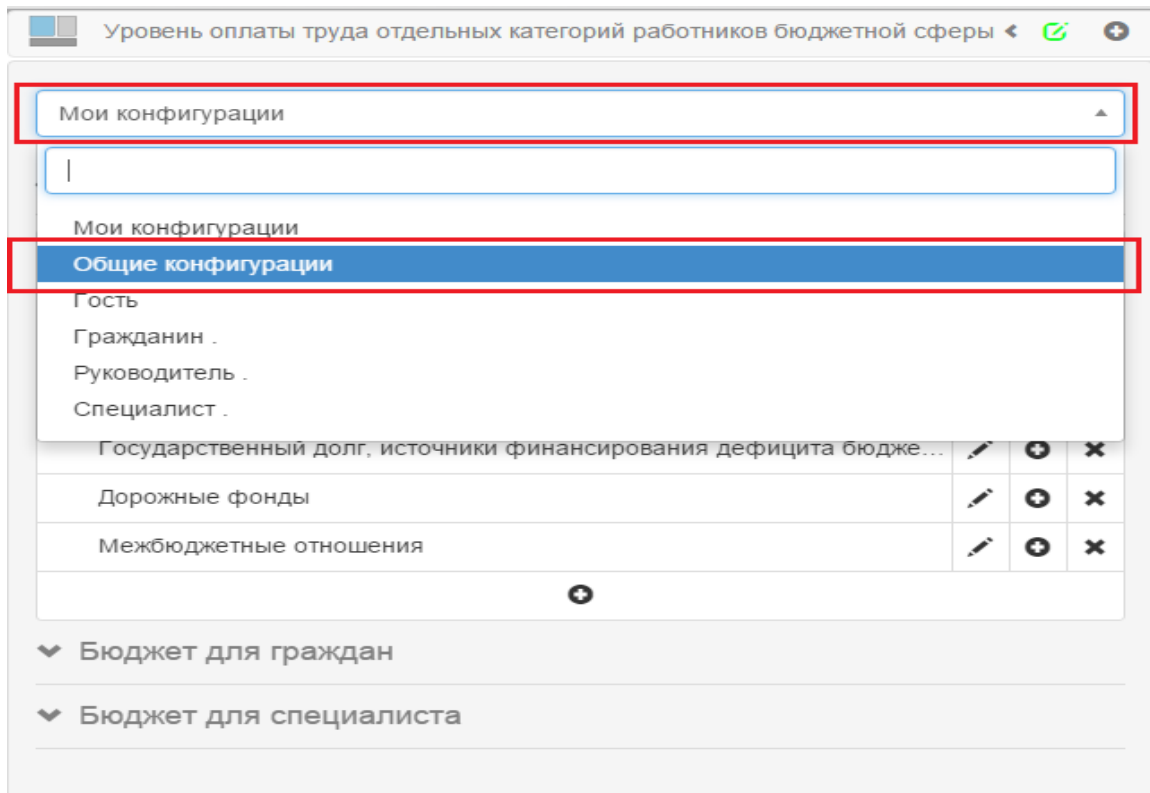 Уровень оплаты труда отдельных категорий работников бюджетной сферы
Мои конфигурации
Мои конфигурации
Общие конфигурации
Гость
Гражданин .
Руководитель .
Специалист .
Государственный долг, источники финансирования дефицита бюдже...
Дорожные фонды
Межбюджетные отношения
Бюджет для граждан
Бюджет для специалиста